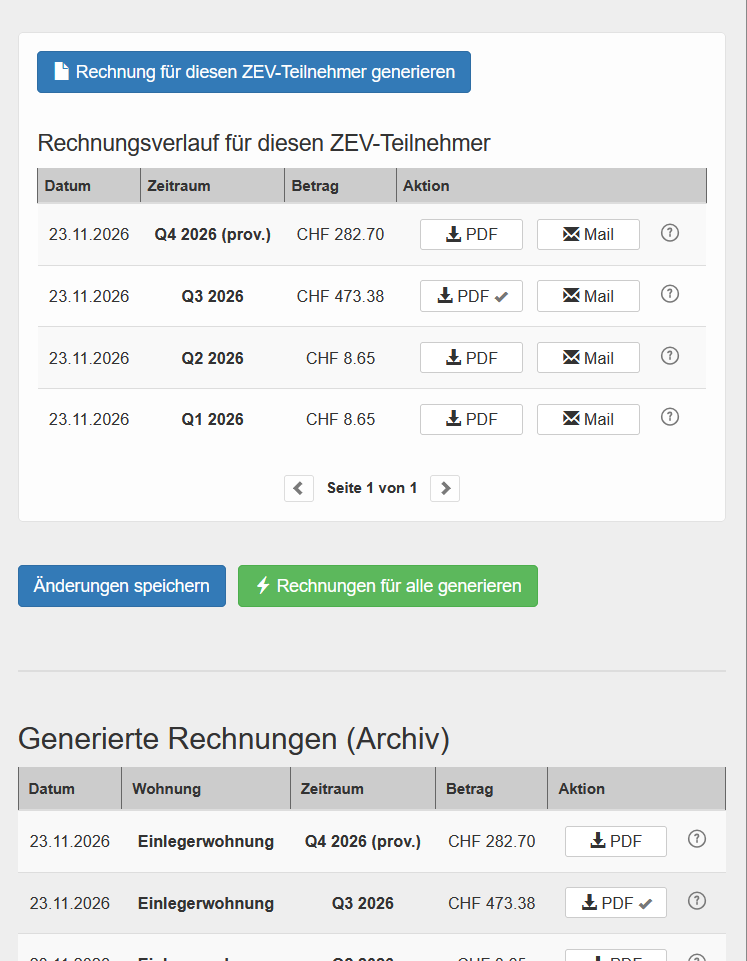 Rechnung für diesen ZEV-Teilnehmer generieren
Rechnungsverlauf für diesen ZEV-Teilnehmer
Datum Zeitraum Betrag Aktion
23.11.2026 Q4 2026 (prov.) CHF 282.70 PDF Mail ?
23.11.2026 Q3 2026 CHF 473.38 PDF ✔ Mail ?
23.11.2026 Q2 2026 CHF 8.65 PDF Mail ?
23.11.2026 Q1 2026 CHF 8.65 PDF Mail ?
Seite 1 von 1
Änderungen speichern Rechnungen für alle generieren
Generierte Rechnungen (Archiv)
Datum Wohnung Zeitraum Betrag Aktion
23.11.2026 Einlegerwohnung Q4 2026 (prov.) CHF 282.70 PDF ?
23.11.2026 Einlegerwohnung Q3 2026 CHF 473.38 PDF ✔ ?